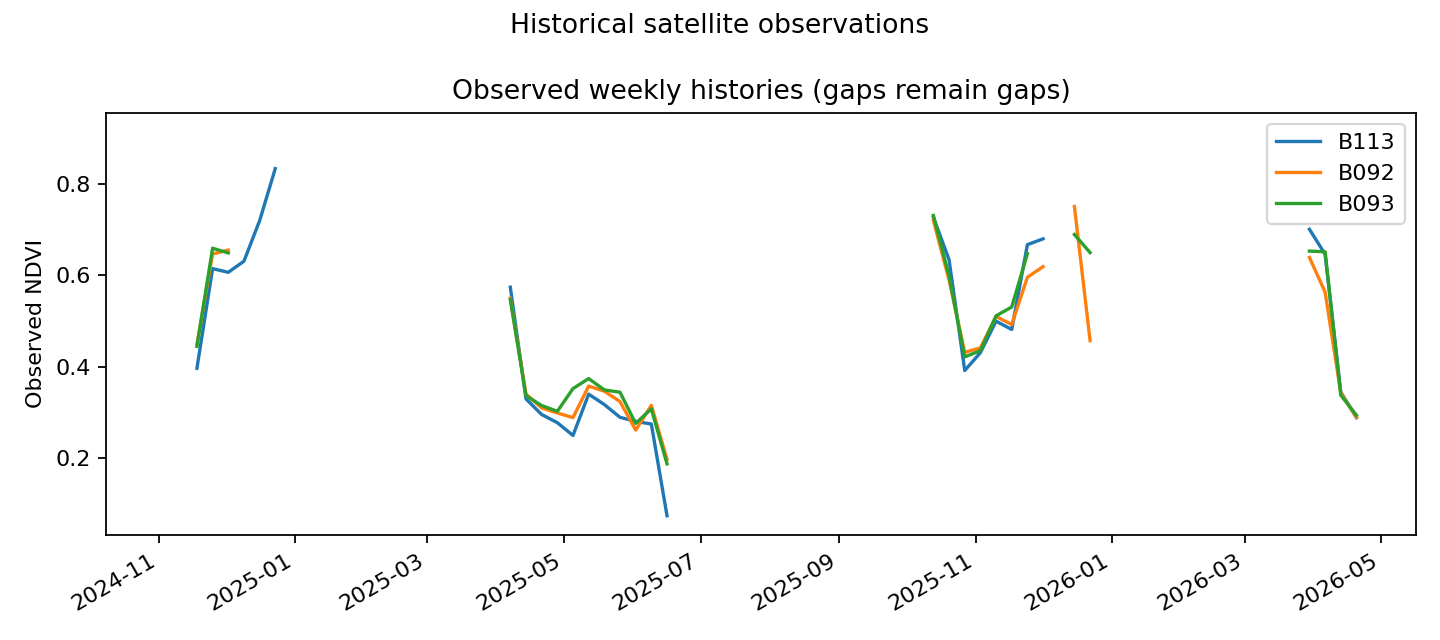 Historical satellite observations
Observed weekly histories (gaps remain gaps)
B113
B092
B093
Observed NDVI
0.8
0.6
0.4
0.2
2024-11
2025-01
2025-03
2025-05
2025-07
2025-09
2025-11
2026-01
2026-03
2026-05